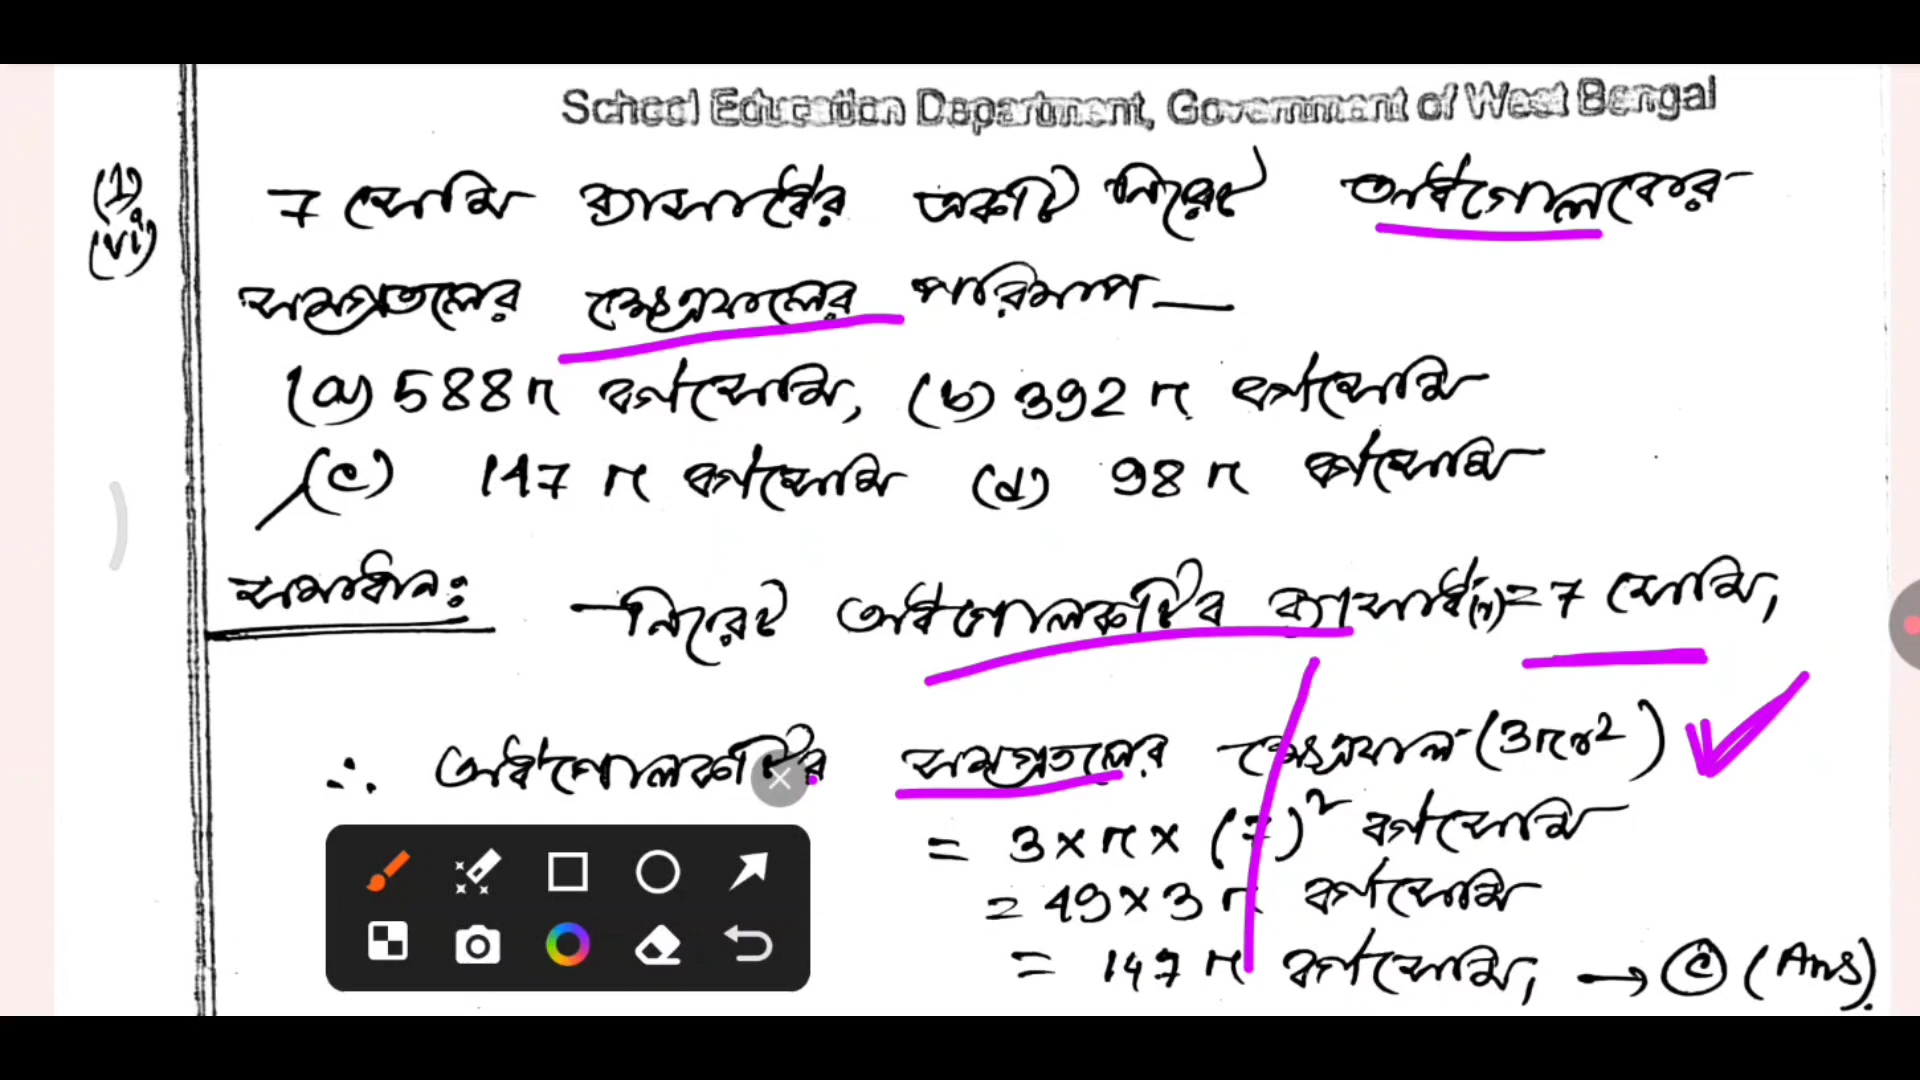 School Education Department, Government of West Bengal
(1)
(vi)
7 সেমি ব্যাসার্ধের একটি নিরেট অর্ধগোলকের
সমগ্রতলের ক্ষেত্রফলের পরিমাপ—
(a) 588π বর্গসেমি, (b) 392π বর্গসেমি
(c) 147π বর্গসেমি (d) 98π বর্গসেমি
সমাধান: নিরেট অর্ধগোলকটির ব্যাসার্ধ (r) = 7 সেমি,
∴ অর্ধগোলকটির সমগ্রতলের ক্ষেত্রফল (3πr²)
= 3×π×(7)² বর্গসেমি
= 49×3π বর্গসেমি
= 147π বর্গসেমি, → (c) (Ans).